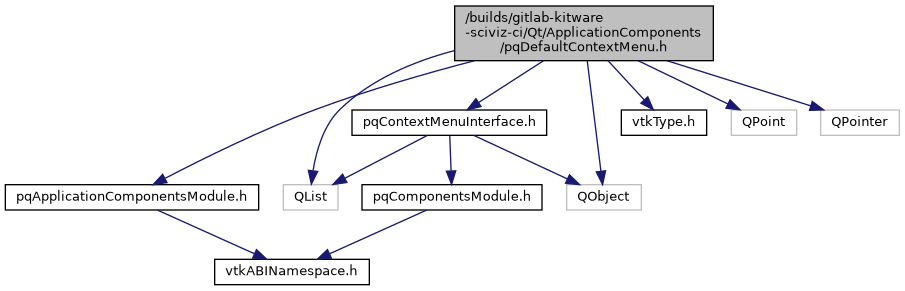 /builds/gitlab-kitware
-sciviz-ci/Qt/ApplicationComponents
/pqDefaultContextMenu.h
pqContextMenuInterface.h
vtkType.h
QPoint
QPointer
pqApplicationComponentsModule.h
QList
pqComponentsModule.h
QObject
vtkABINamespace.h